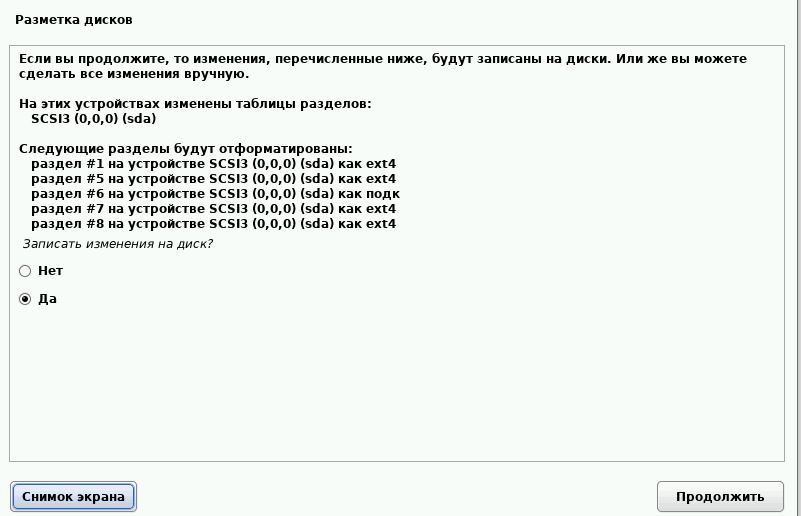 Разметка дисков
Если вы продолжите, то изменения, перечисленные ниже, будут записаны на диски. Или же вы можете
сделать все изменения вручную.
На этих устройствах изменены таблицы разделов:
SCSI3 (0,0,0) (sda)
Следующие разделы будут отформатированы:
раздел #1 на устройстве SCSI3 (0,0,0) (sda) как ext4
раздел #5 на устройстве SCSI3 (0,0,0) (sda) как ext4
раздел #6 на устройстве SCSI3 (0,0,0) (sda) как подк
раздел #7 на устройстве SCSI3 (0,0,0) (sda) как ext4
раздел #8 на устройстве SCSI3 (0,0,0) (sda) как ext4
Записать изменения на диск?
Нет
Да
Снимок экрана
Продолжить